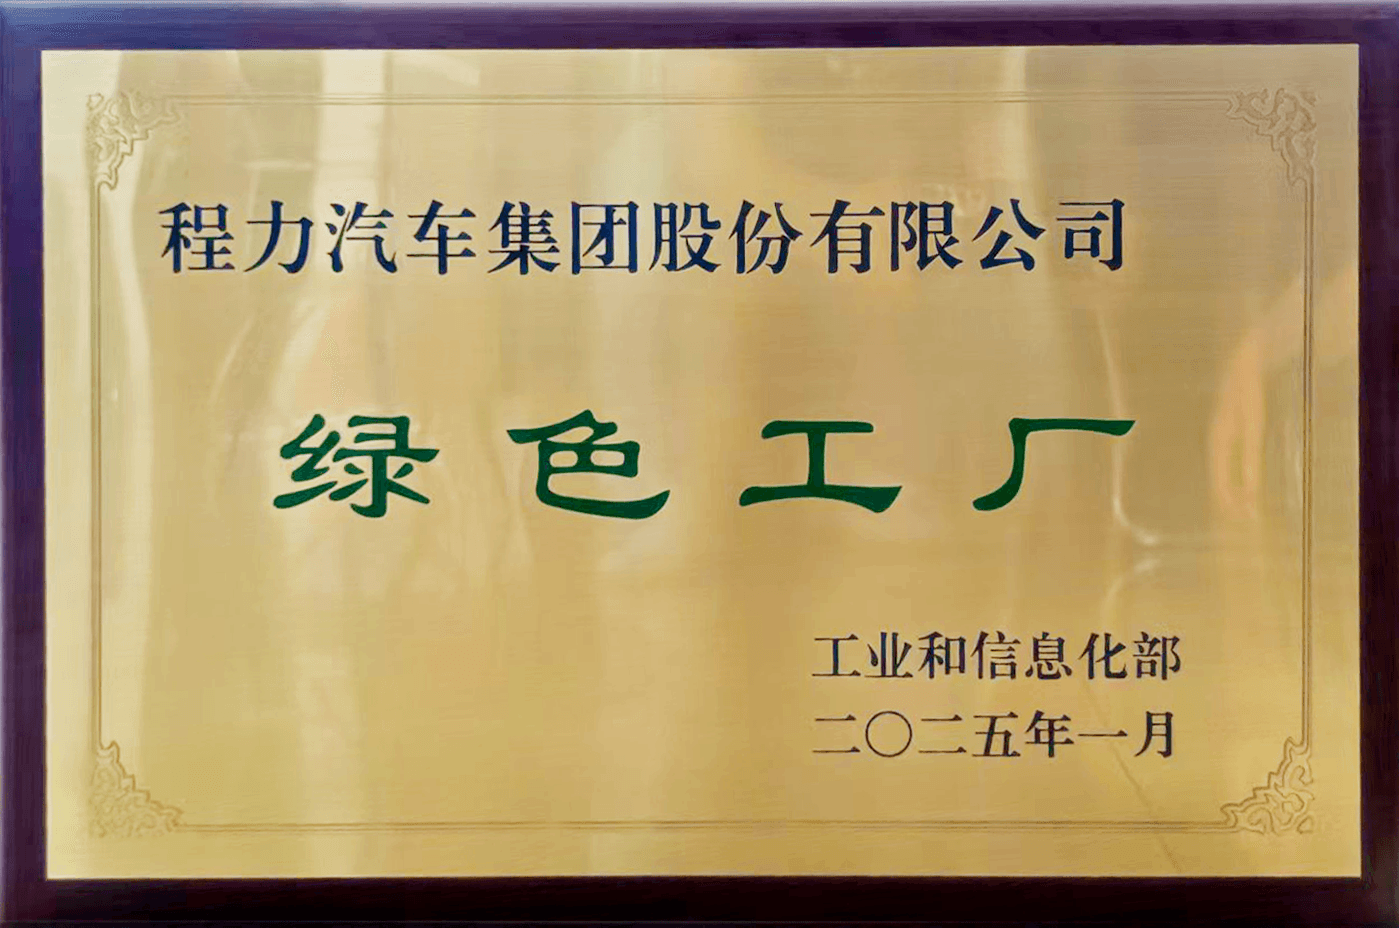 程力汽车集团股份有限公司
绿色工厂
工业和信息化部
二〇二五年一月